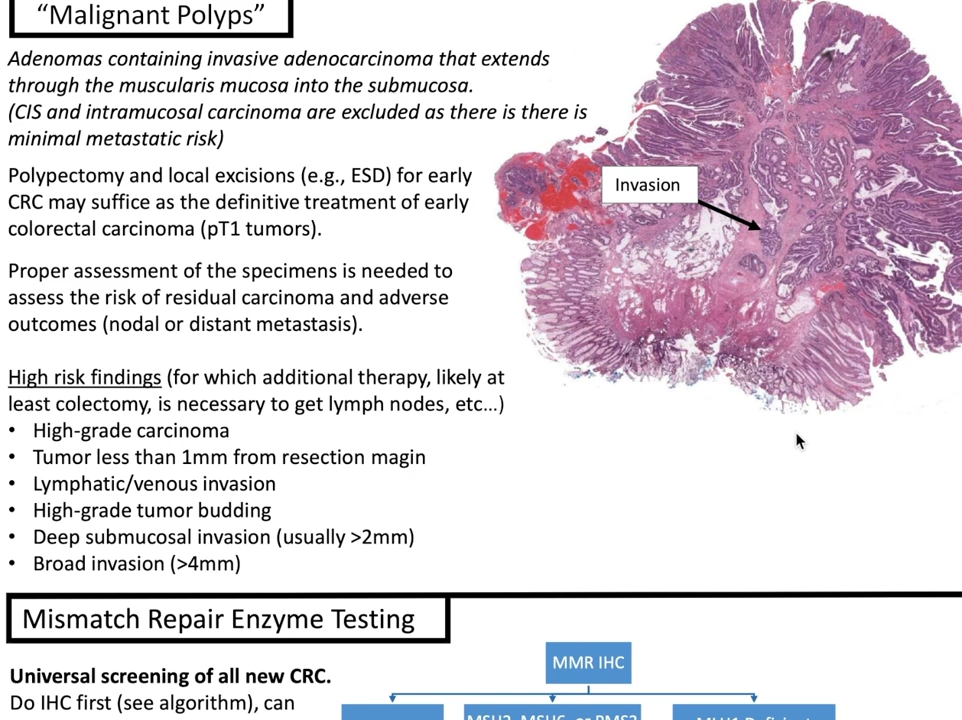 “Malignant Polyps”
Adenomas containing invasive adenocarcinoma that extends
through the muscularis mucosa into the submucosa.
(CIS and intramucosal carcinoma are excluded as there is there is
minimal metastatic risk)
Polypectomy and local excisions (e.g., ESD) for early
CRC may suffice as the definitive treatment of early
colorectal carcinoma (pT1 tumors).
Invasion
Proper assessment of the specimens is needed to
assess the risk of residual carcinoma and adverse
outcomes (nodal or distant metastasis).
High risk findings (for which additional therapy, likely at
least colectomy, is necessary to get lymph nodes, etc…)
• High-grade carcinoma
• Tumor less than 1mm from resection magin
• Lymphatic/venous invasion
• High-grade tumor budding
• Deep submucosal invasion (usually >2mm)
• Broad invasion (>4mm)
Mismatch Repair Enzyme Testing
Universal screening of all new CRC.
Do IHC first (see algorithm), can
MMR IHC
MSH2, MSH6, or PMS2
MLH1 Deficient